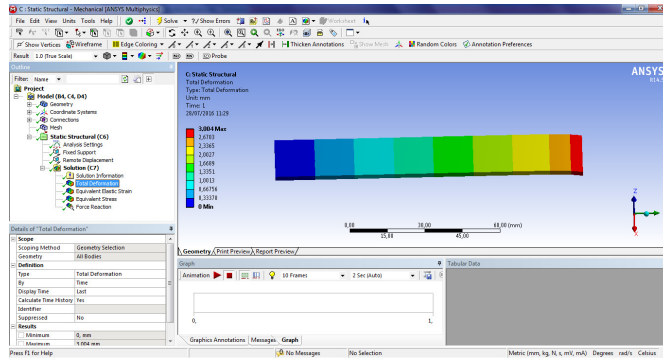 C : Static Structural - Mechanical [ANSYS Multiphysics]
File Edit View Units Tools Help Solve ?/ Show Errors Worksheet
Show Vertices Wireframe Edge Coloring Thicken Annotations Show Mesh Random Colors Annotation Preferences
Result 1.0 (True Scale) Probe
Outline
Filter: Name
Project
Model (B4, C4, D4)
Geometry
Coordinate Systems
Connections
Mesh
Static Structural (C6)
Analysis Settings
Fixed Support
Remote Displacement
Solution (C7)
Solution Information
Total Deformation
Equivalent Elastic Strain
Equivalent Stress
Force Reaction
Details of "Total Deformation"
Scope
Scoping Method Geometry Selection
Geometry All Bodies
Definition
Type Total Deformation
By Time
Display Time Last
Calculate Time History Yes
Identifier
Suppressed No
Results
Minimum 0, mm
Maximum 3,004 mm
C: Static Structural
Total Deformation
Type: Total Deformation
Unit: mm
Time: 1
20/07/2016 11:29
3,004 Max
2,6703
2,3365
2,0027
1,6689
1,3351
1,0013
0,66756
0,33378
0 Min
ANSYS
R14.5
0,00 30,00 60,00 (mm)
15,00 45,00
Z
X
Geometry Print Preview Report Preview
Graph
Animation 10 Frames 2 Sec (Auto)
0, 1,
Graphics Annotations Messages Graph
Tabular Data
Press F1 for Help No Messages No Selection Metric (mm, kg, N, s, mV, mA) Degrees rad/s Celsius